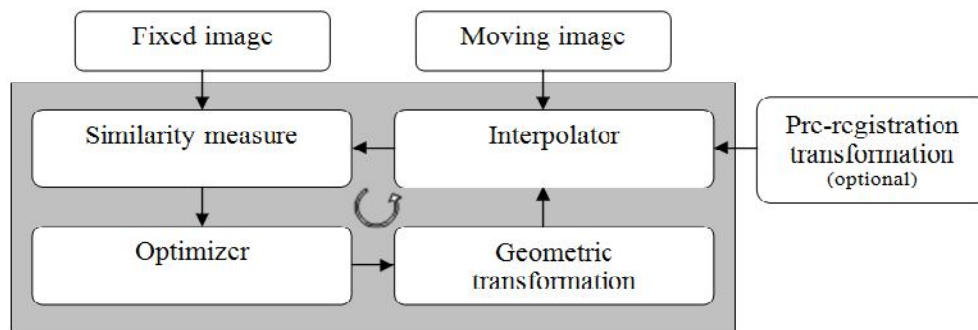 Fixed image
Moving image
Similarity measure
Interpolator
Pre-registration
transformation
(optional)
Optimizer
Geometric
transformation